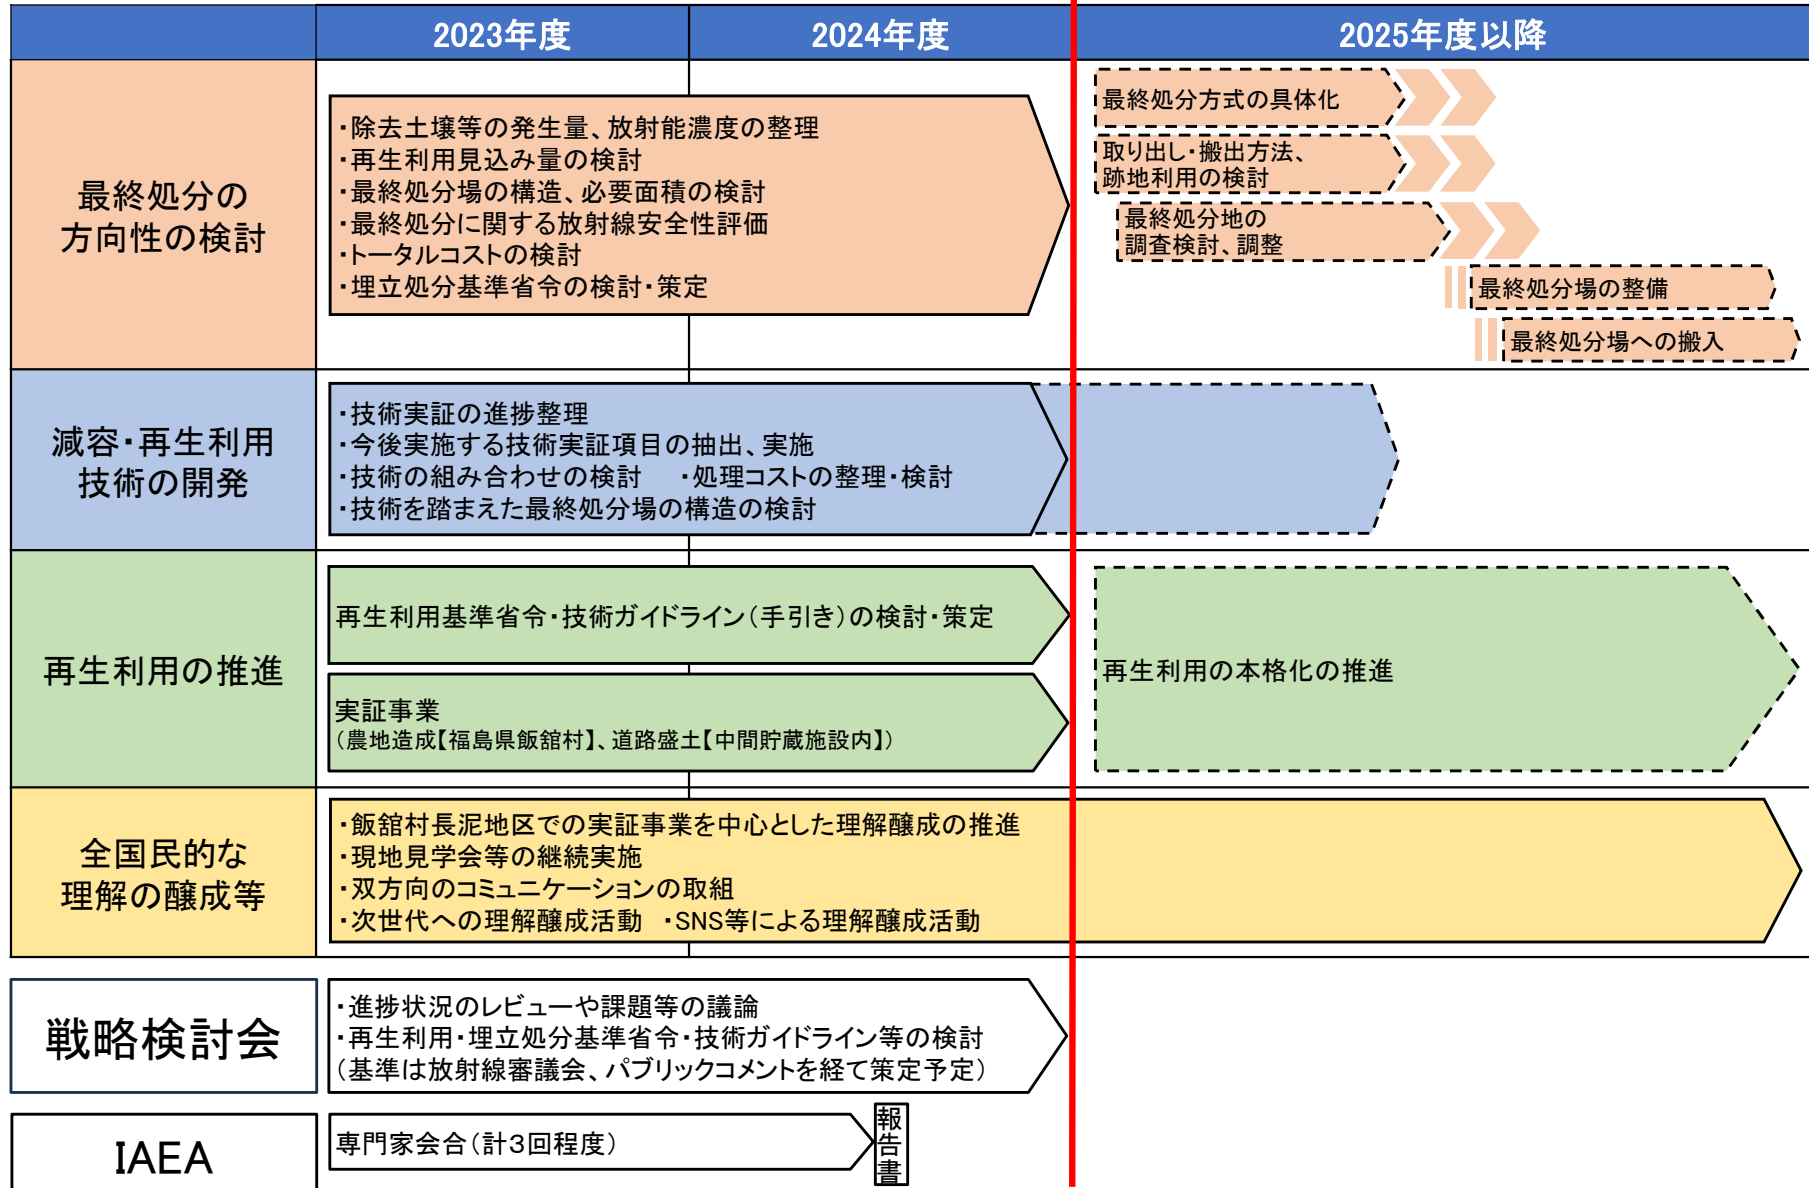 2023年度
2024年度
2025年度以降
最終処分の
方向性の検討
・除去土壌等の発生量、放射能濃度の整理
・再生利用見込み量の検討
・最終処分場の構造、必要面積の検討
・最終処分に関する放射線安全性評価
・トータルコストの検討
・埋立処分基準省令の検討・策定
最終処分方式の具体化
取り出し・搬出方法、
跡地利用の検討
最終処分地の
調査検討、調整
最終処分場の整備
最終処分場への搬入
減容・再生利用
技術の開発
・技術実証の進捗整理
・今後実施する技術実証項目の抽出、実施
・技術の組み合わせの検討　・処理コストの整理・検討
・技術を踏まえた最終処分場の構造の検討
再生利用の推進
再生利用基準省令・技術ガイドライン（手引き）の検討・策定
実証事業
（農地造成【福島県飯舘村】、道路盛土【中間貯蔵施設内】）
再生利用の本格化の推進
全国民的な
理解の醸成等
・飯舘村長泥地区での実証事業を中心とした理解醸成の推進
・現地見学会等の継続実施
・双方向のコミュニケーションの取組
・次世代への理解醸成活動　・SNS等による理解醸成活動
戦略検討会
・進捗状況のレビューや課題等の議論
・再生利用・埋立処分基準省令・技術ガイドライン等の検討
（基準は放射線審議会、パブリックコメントを経て策定予定）
IAEA
専門家会合（計３回程度）
報告書